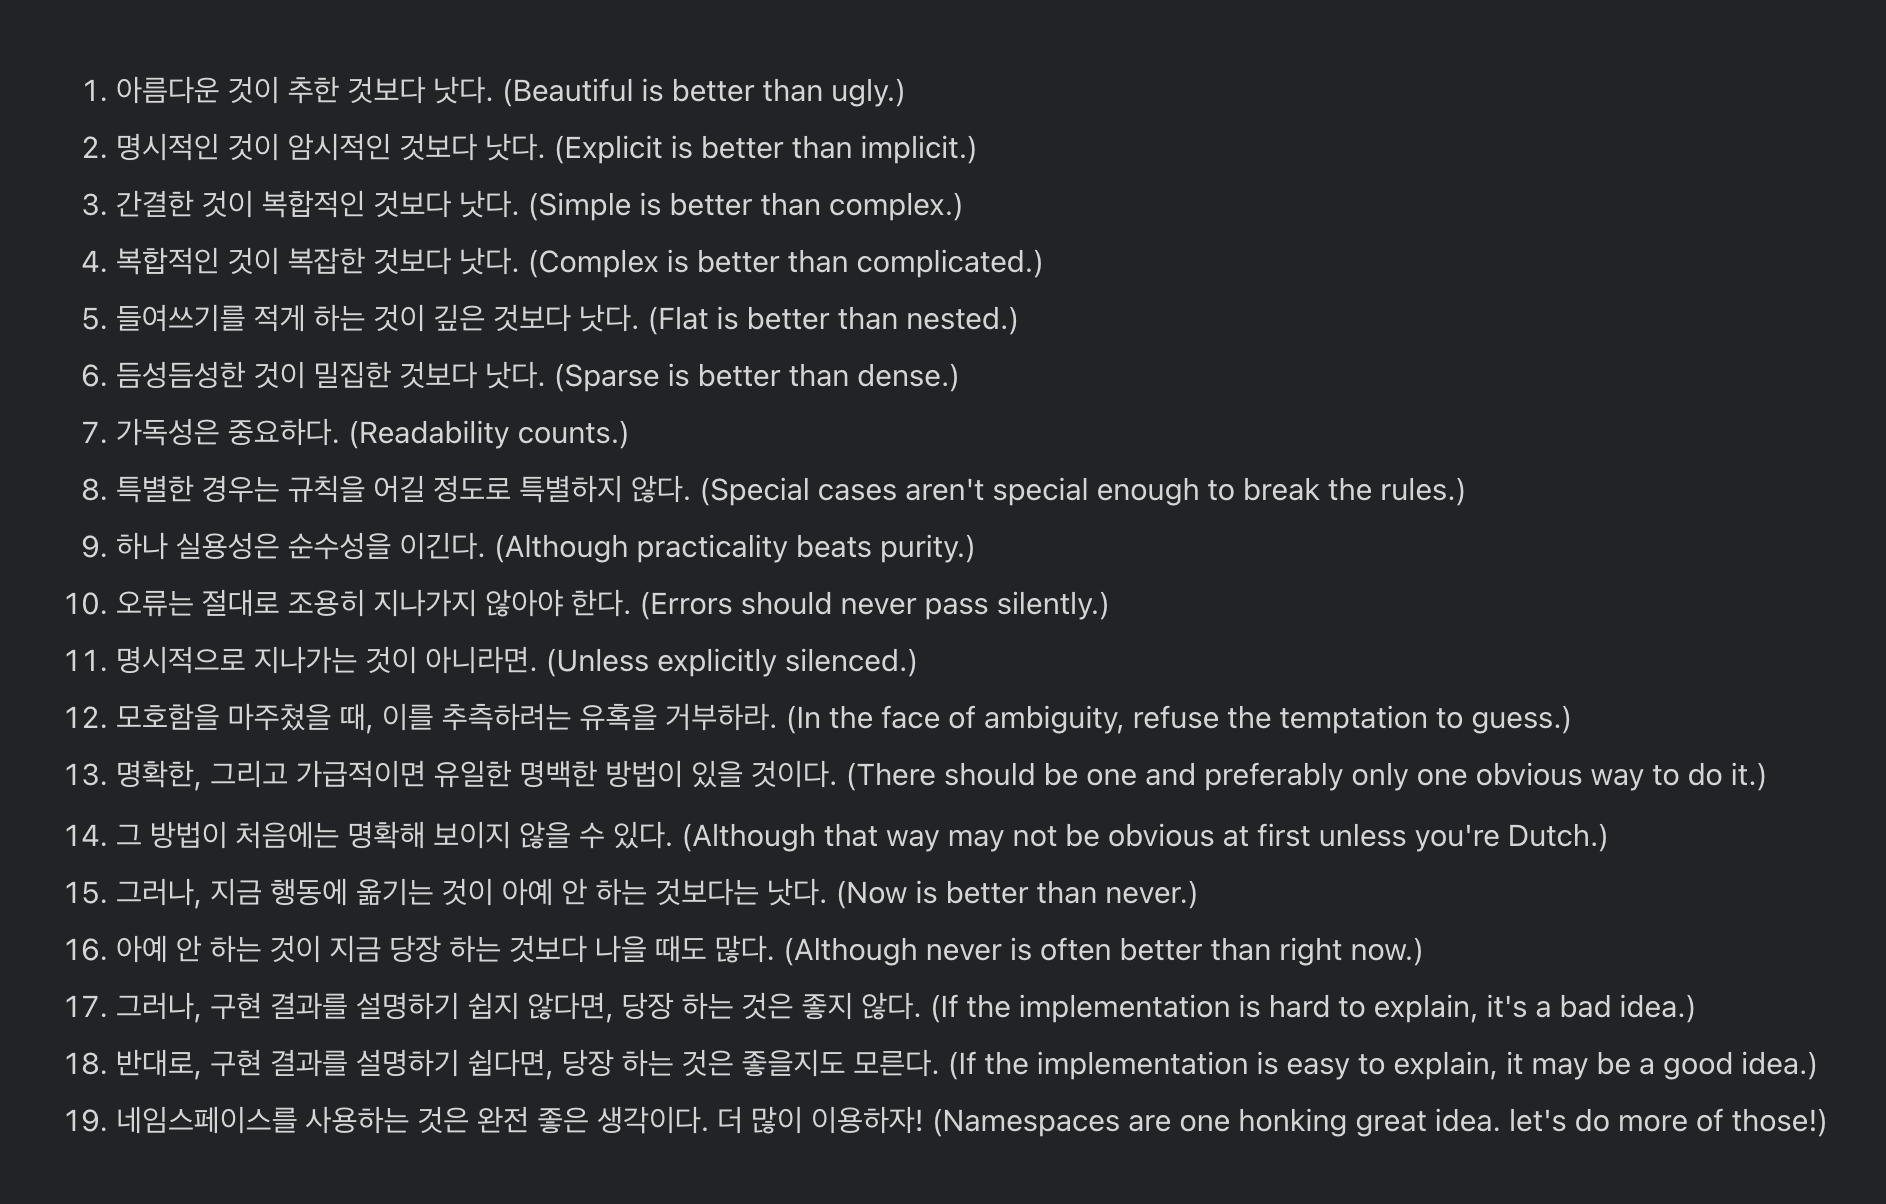 1. 아름다운 것이 추한 것보다 낫다. (Beautiful is better than ugly.)
2. 명시적인 것이 암시적인 것보다 낫다. (Explicit is better than implicit.)
3. 간결한 것이 복합적인 것보다 낫다. (Simple is better than complex.)
4. 복합적인 것이 복잡한 것보다 낫다. (Complex is better than complicated.)
5. 들여쓰기를 적게 하는 것이 깊은 것보다 낫다. (Flat is better than nested.)
6. 듬성듬성한 것이 밀집한 것보다 낫다. (Sparse is better than dense.)
7. 가독성은 중요하다. (Readability counts.)
8. 특별한 경우는 규칙을 어길 정도로 특별하지 않다. (Special cases aren't special enough to break the rules.)
9. 하나 실용성은 순수성을 이긴다. (Although practicality beats purity.)
10. 오류는 절대로 조용히 지나가지 않아야 한다. (Errors should never pass silently.)
11. 명시적으로 지나가는 것이 아니라면. (Unless explicitly silenced.)
12. 모호함을 마주쳤을 때, 이를 추측하려는 유혹을 거부하라. (In the face of ambiguity, refuse the temptation to guess.)
13. 명확한, 그리고 가급적이면 유일한 명백한 방법이 있을 것이다. (There should be one and preferably only one obvious way to do it.)
14. 그 방법이 처음에는 명확해 보이지 않을 수 있다. (Although that way may not be obvious at first unless you're Dutch.)
15. 그러나, 지금 행동에 옮기는 것이 아예 안 하는 것보다는 낫다. (Now is better than never.)
16. 아예 안 하는 것이 지금 당장 하는 것보다 나을 때도 많다. (Although never is often better than right now.)
17. 그러나, 구현 결과를 설명하기 쉽지 않다면, 당장 하는 것은 좋지 않다. (If the implementation is hard to explain, it's a bad idea.)
18. 반대로, 구현 결과를 설명하기 쉽다면, 당장 하는 것은 좋을지도 모른다. (If the implementation is easy to explain, it may be a good idea.)
19. 네임스페이스를 사용하는 것은 완전 좋은 생각이다. 더 많이 이용하자! (Namespaces are one honking great idea. let's do more of those!)